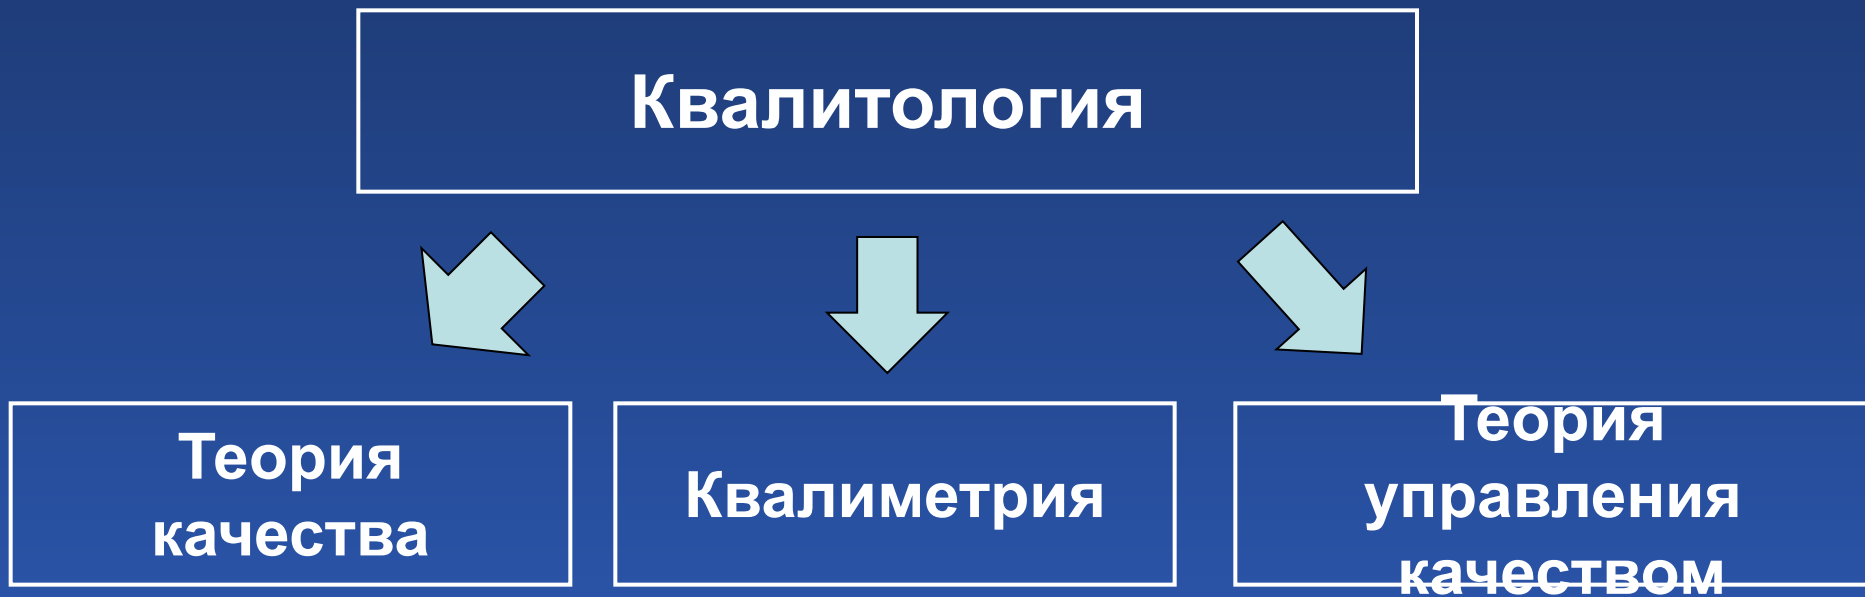 Квалитология
Теория
качества
Квалиметрия
Теория
управления
качеством